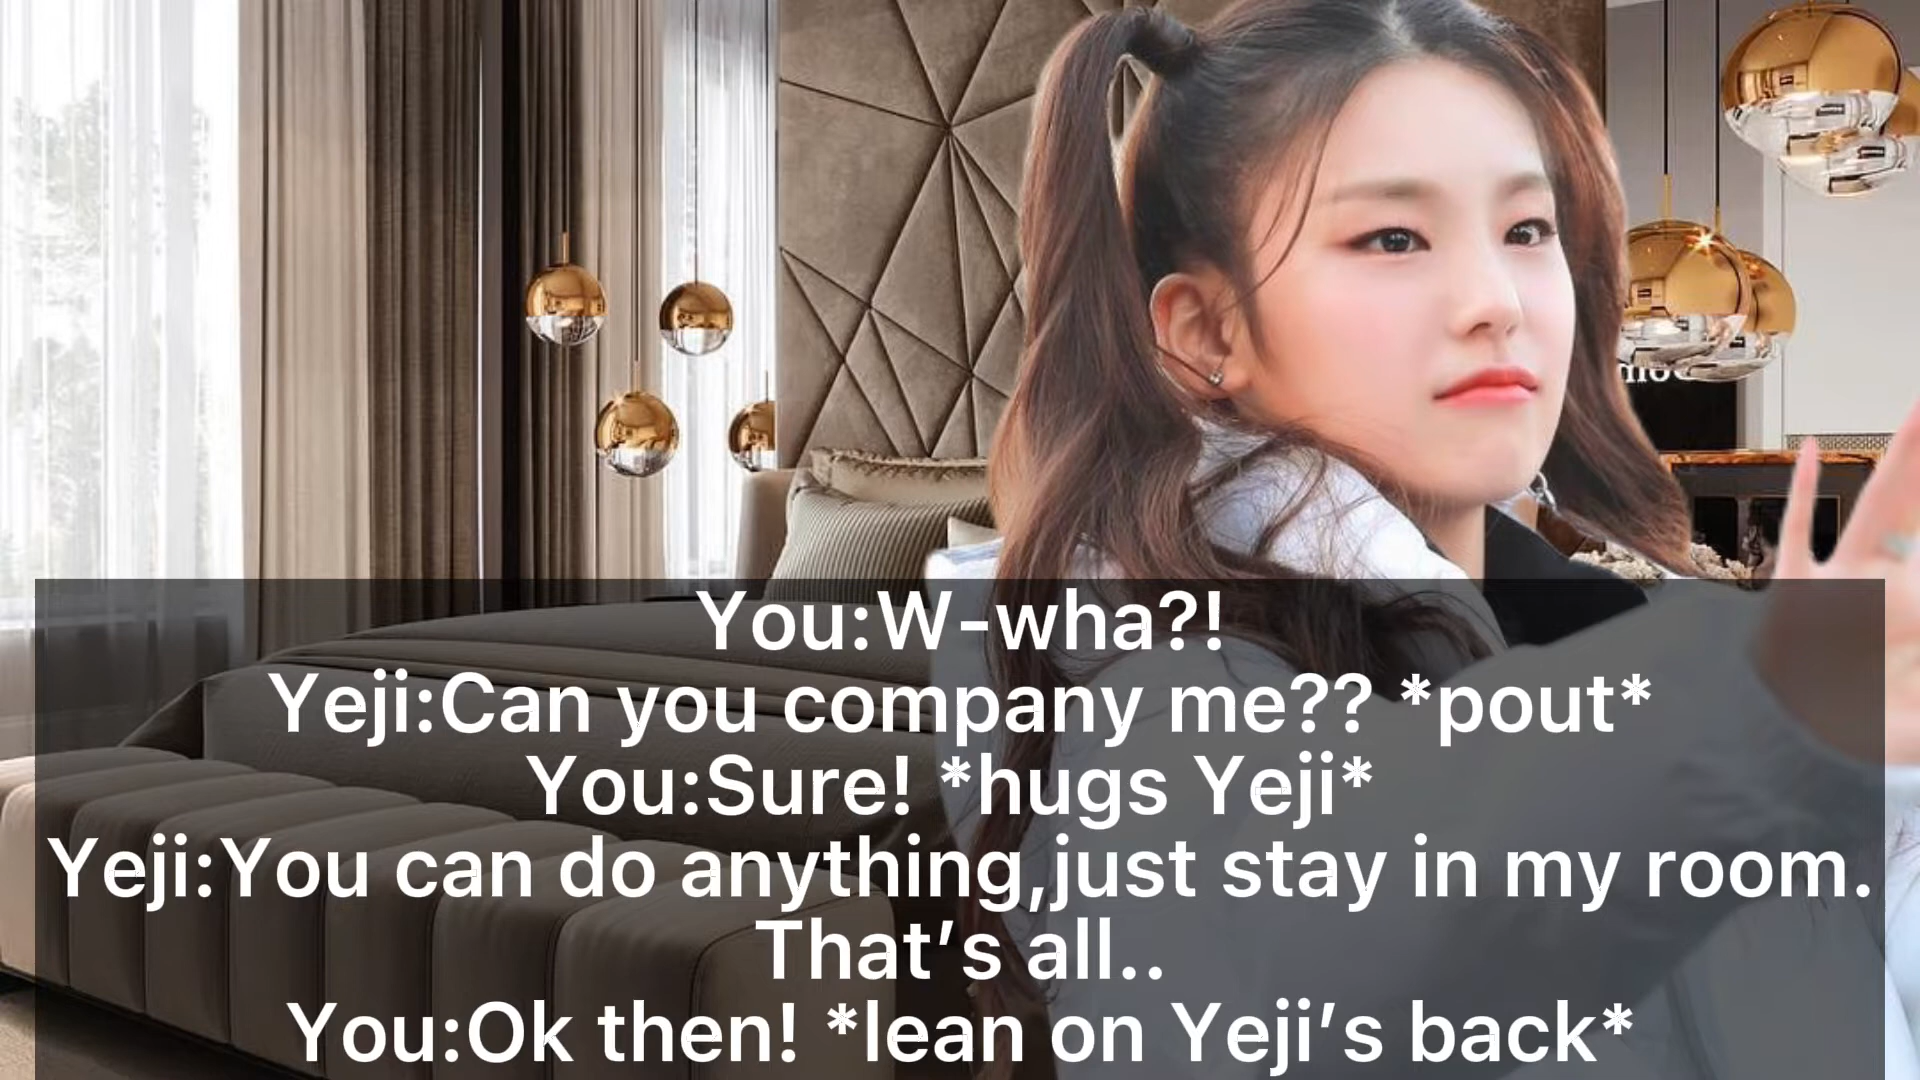 You:W-wha?!
Yeji:Can you company me?? *pout*
You:Sure! *hugs Yeji*
Yeji:You can do anything,just stay in my room.
That’s all..
You:Ok then! *lean on Yeji’s back*